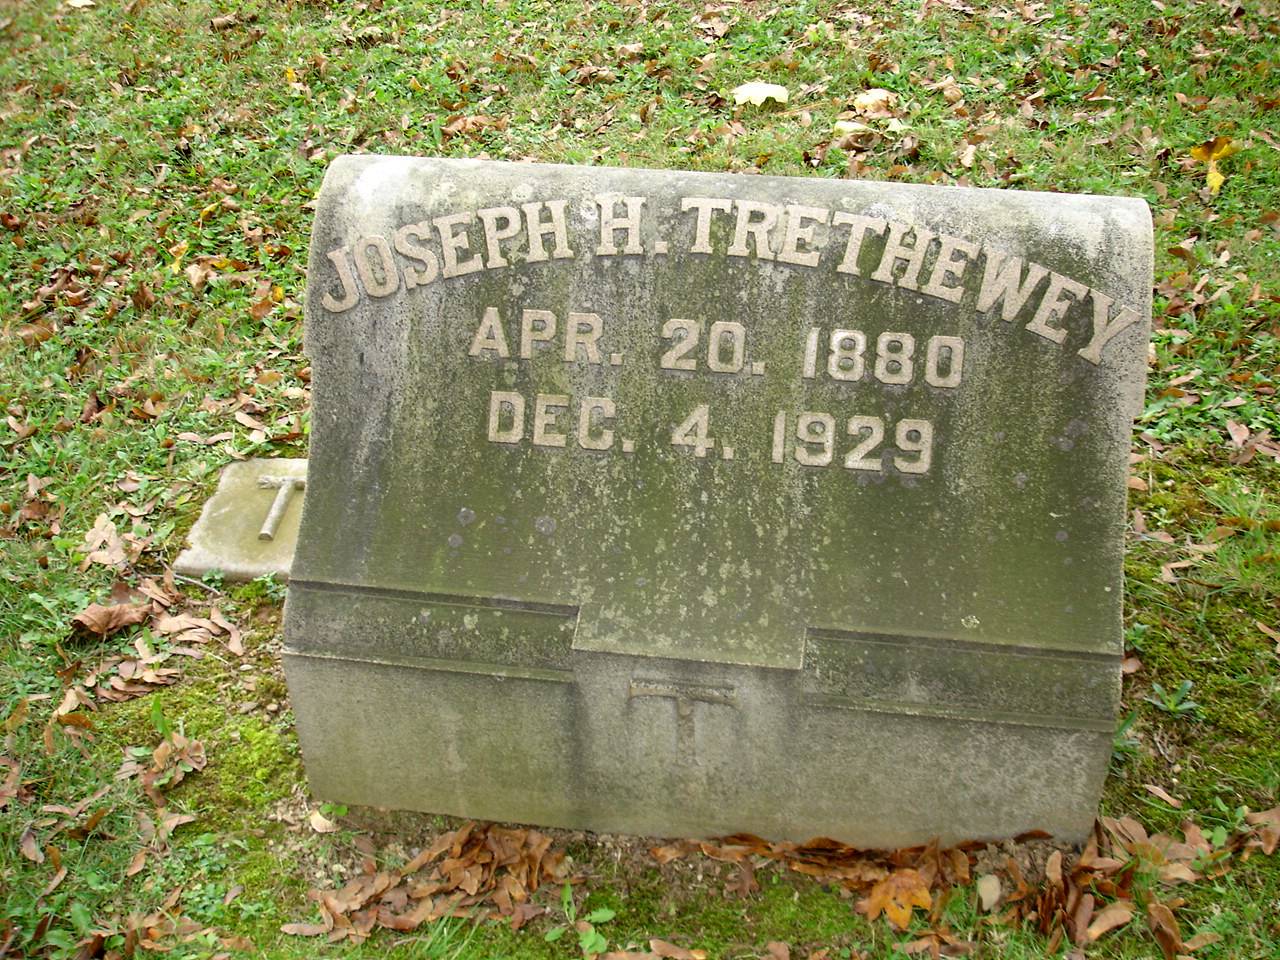 JOSEPH H. TRETHEWEY
APR. 20. 1880
DEC. 4. 1929
T
T